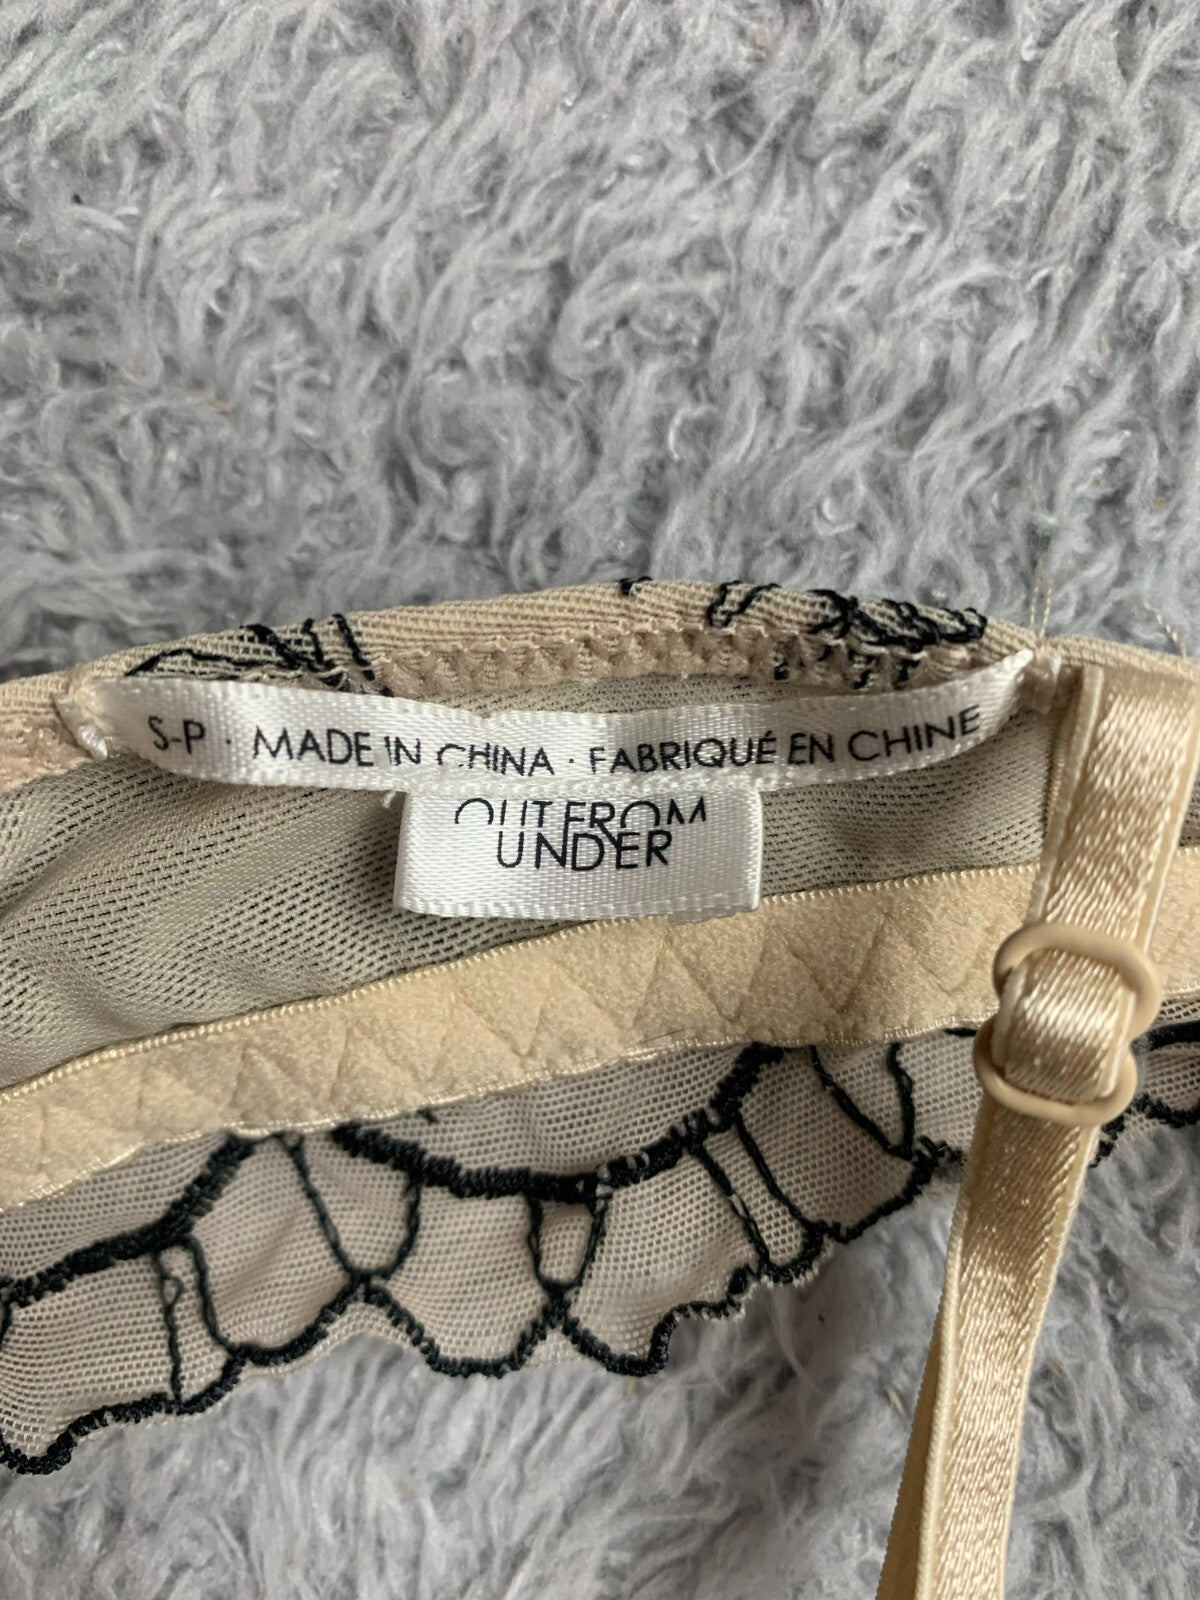 S-P · MADE IN CHINA · FABRIQUÉ EN CHINE
OUT FROM
UNDER